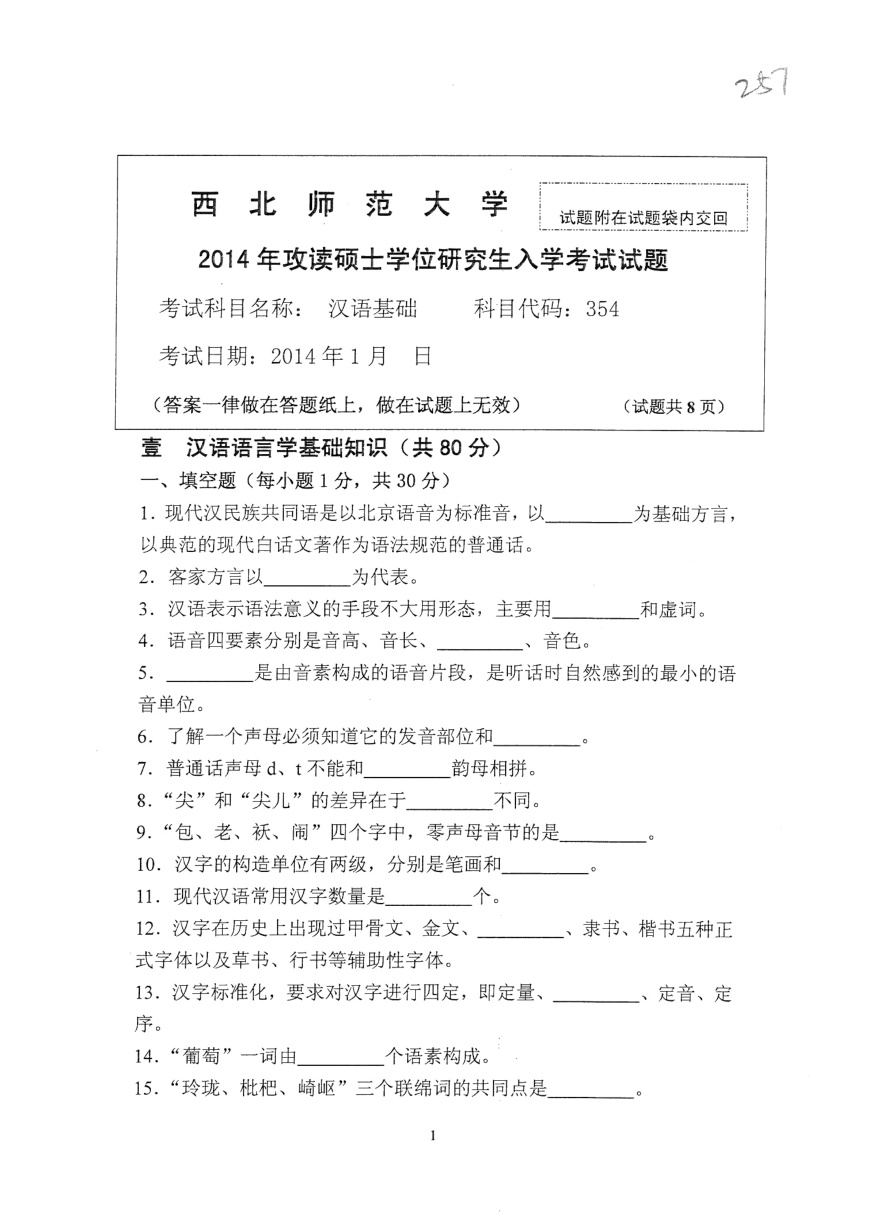 257
西 北 师 范 大 学
试题附在试题袋内交回
2014 年攻读硕士学位研究生入学考试试题
考试科目名称： 汉语基础 科目代码：354
考试日期：2014 年 1 月 日
（答案一律做在答题纸上，做在试题上无效） （试题共 8 页）
壹 汉语语言学基础知识（共 80 分）
一、填空题（每小题 1 分，共 30 分）
1. 现代汉民族共同语是以北京语音为标准音，以________为基础方言，
以典范的现代白话文著作为语法规范的普通话。
2. 客家方言以________为代表。
3. 汉语表示语法意义的手段不大用形态，主要用________和虚词。
4. 语音四要素分别是音高、音长、________、音色。
5. ________是由音素构成的语音片段，是听话时自然感到的最小的语
音单位。
6. 了解一个声母必须知道它的发音部位和________。
7. 普通话声母 d、t 不能和________韵母相拼。
8.“尖”和“尖儿”的差异在于________不同。
9.“包、老、袄、闹”四个字中，零声母音节的是________。
10. 汉字的构造单位有两级，分别是笔画和________。
11. 现代汉语常用汉字数量是________个。
12. 汉字在历史上出现过甲骨文、金文、________、隶书、楷书五种正
式字体以及草书、行书等辅助性字体。
13. 汉字标准化，要求对汉字进行四定，即定量、________、定音、定
序。
14.“葡萄”一词由________个语素构成。
15.“玲珑、枇杷、崎岖”三个联绵词的共同点是________。
1